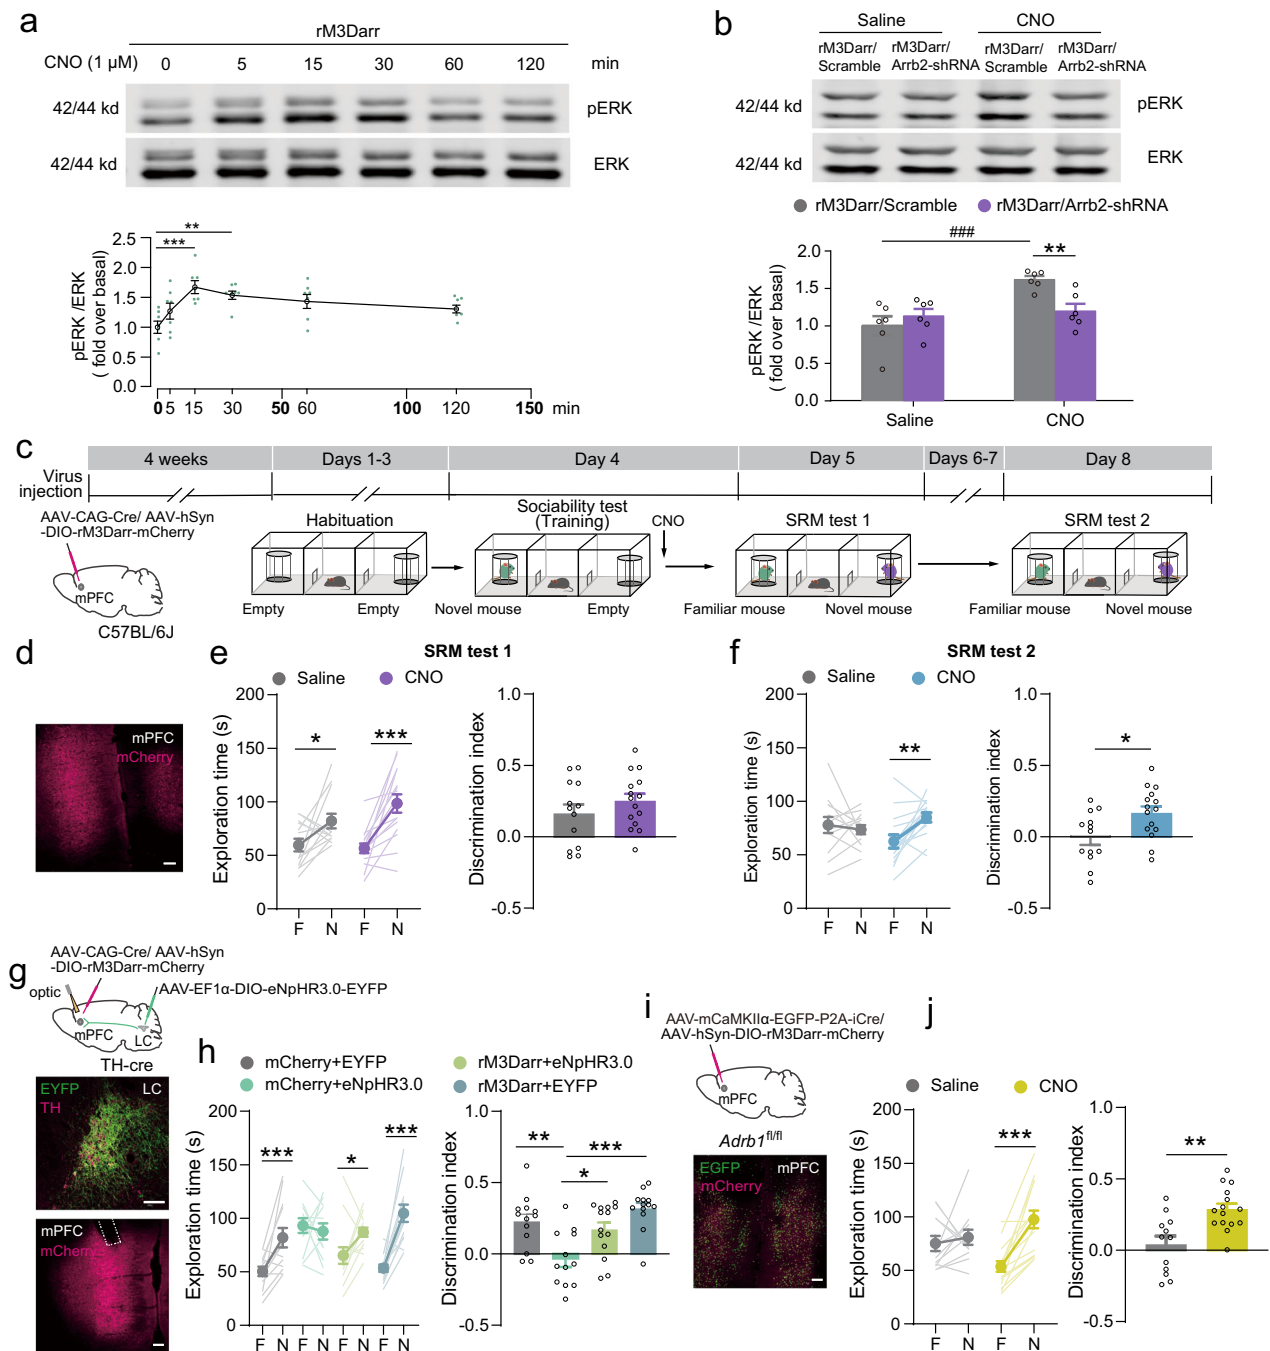 a
rM3Darr
CNO (1 µM) 0 5 15 30 60 120 min
42/44 kd pERK
42/44 kd ERK
pERK /ERK
( fold over basal)
2.5
2.0
1.5
1.0
0.5
0.0
***
**
0 5 15 30 50 60 100 120 150 min
b
Saline CNO
rM3Darr/ rM3Darr/ rM3Darr/ rM3Darr/
Scramble Arrb2-shRNA Scramble Arrb2-shRNA
42/44 kd pERK
42/44 kd ERK
rM3Darr/Scramble rM3Darr/Arrb2-shRNA
pERK /ERK
( fold over basal)
2.0
1.5
1.0
0.5
0.0
###
**
Saline CNO
c
4 weeks Days 1-3 Day 4 Day 5 Days 6-7 Day 8
Virus
injection
AAV-CAG-Cre/ AAV-hSyn
-DIO-rM3Darr-mCherry
mPFC
C57BL/6J
Habituation
Empty Empty
Sociability test
(Training)
Novel mouse Empty
CNO
SRM test 1
Familiar mouse Novel mouse
SRM test 2
Familiar mouse Novel mouse
d
mPFC
mCherry
e
SRM test 1
Saline CNO
Exploration time (s)
200
150
100
50
0
*
***
F N F N
Discrimination index
1.0
0.5
0.0
-0.5
f
SRM test 2
Saline CNO
Exploration time (s)
200
150
100
50
0
**
F N F N
Discrimination index
1.0
0.5
0.0
-0.5
*
g
AAV-CAG-Cre/ AAV-hSyn
-DIO-rM3Darr-mCherry
optic
AAV-EF1α-DIO-eNpHR3.0-EYFP
mPFC LC
TH-cre
EYFP LC
TH
mPFC
mCherry
h
mCherry+EYFP rM3Darr+eNpHR3.0
mCherry+eNpHR3.0 rM3Darr+EYFP
Exploration time (s)
200
150
100
50
0
***
*
***
F N F N F N F N
Discrimination index
1.0
0.5
0.0
-0.5
**
***
*
i
AAV-mCaMKIIα-EGFP-P2A-iCre/
AAV-hSyn-DIO-rM3Darr-mCherry
mPFC
Adrb1fl/fl
EGFP mPFC
mCherry
j
Saline CNO
Exploration time (s)
200
150
100
50
0
***
F N F N
Discrimination index
1.0
0.5
0.0
-0.5
**